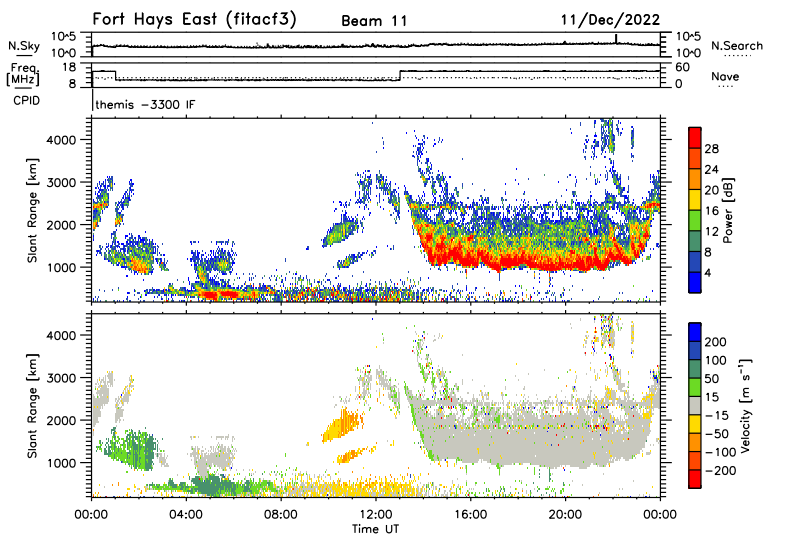 Fort Hays East (fitacf3) Beam 11 11/Dec/2022
N.Sky 10^5 10^0 10^5 10^0 N.Search
Freq. [MHz] 18 8 60 0 Nave
CPID themis -3300 IF
Slant Range [km] 4000 3000 2000 1000
Power [dB] 28 24 20 16 12 8 4
Slant Range [km] 4000 3000 2000 1000
Velocity [m s⁻¹] 200 100 50 15 -15 -50 -100 -200
00:00 04:00 08:00 12:00 16:00 20:00 00:00
Time UT